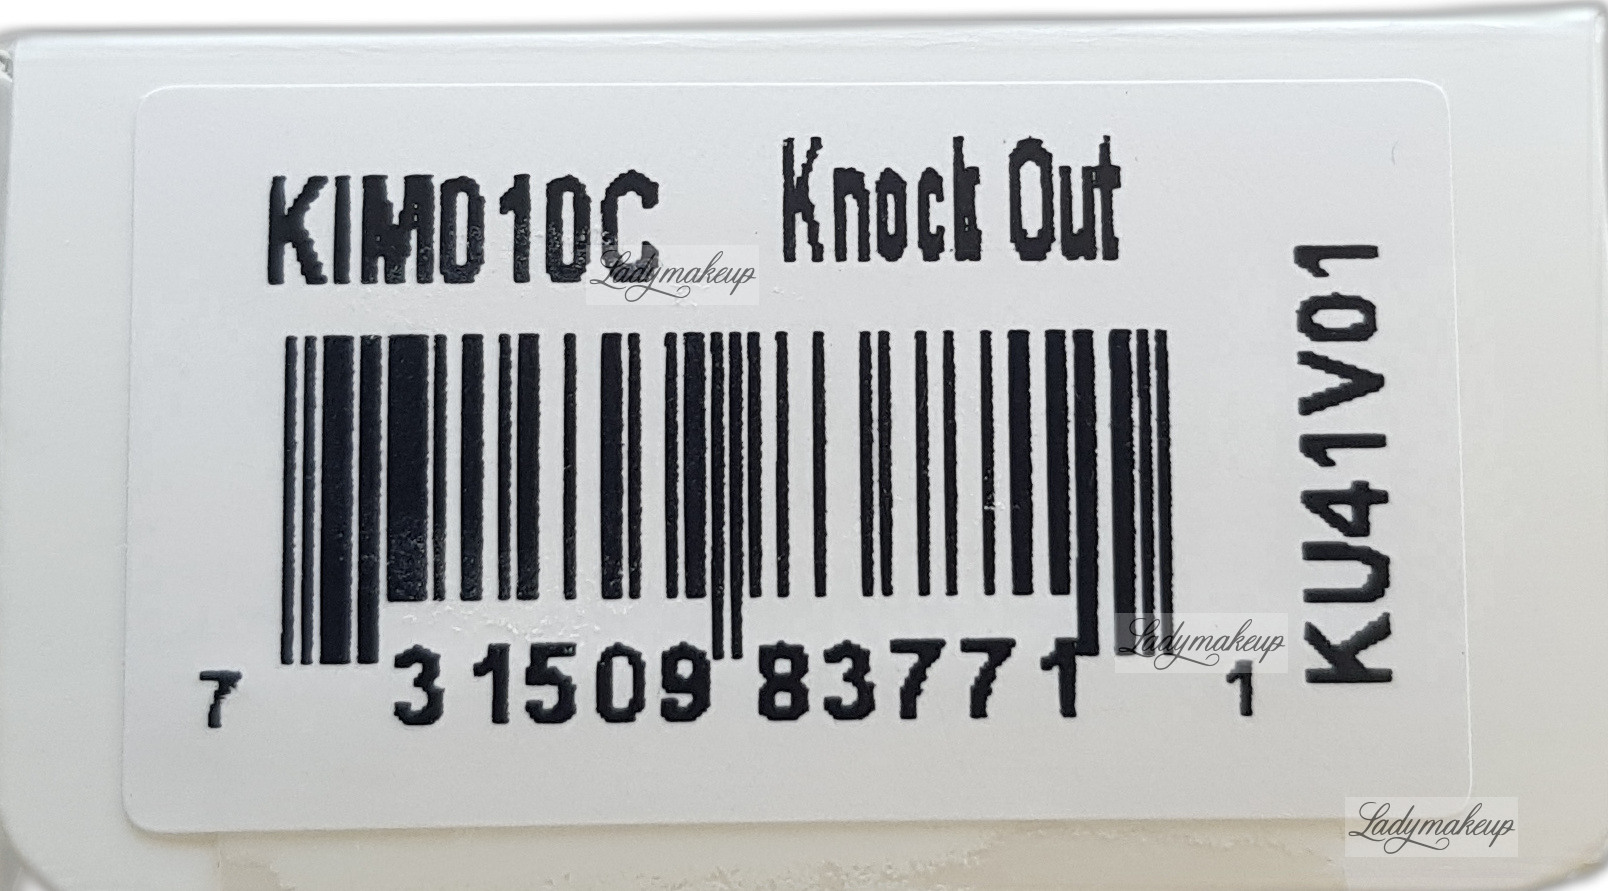 KIM010C Knock Out
Ladymakeup
KU41V01
7 31509 83771 1
Ladymakeup
Ladymakeup